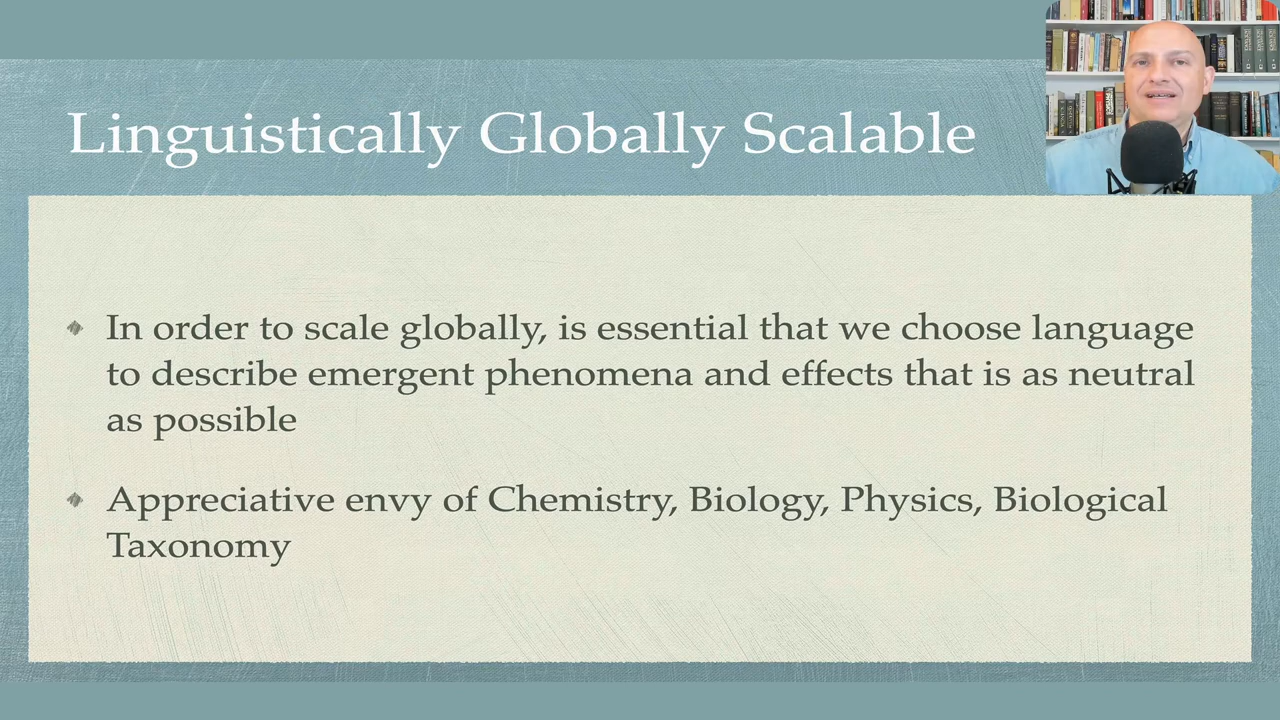 Linguistically Globally Scalable
In order to scale globally, is essential that we choose language
to describe emergent phenomena and effects that is as neutral
as possible
Appreciative envy of Chemistry, Biology, Physics, Biological
Taxonomy